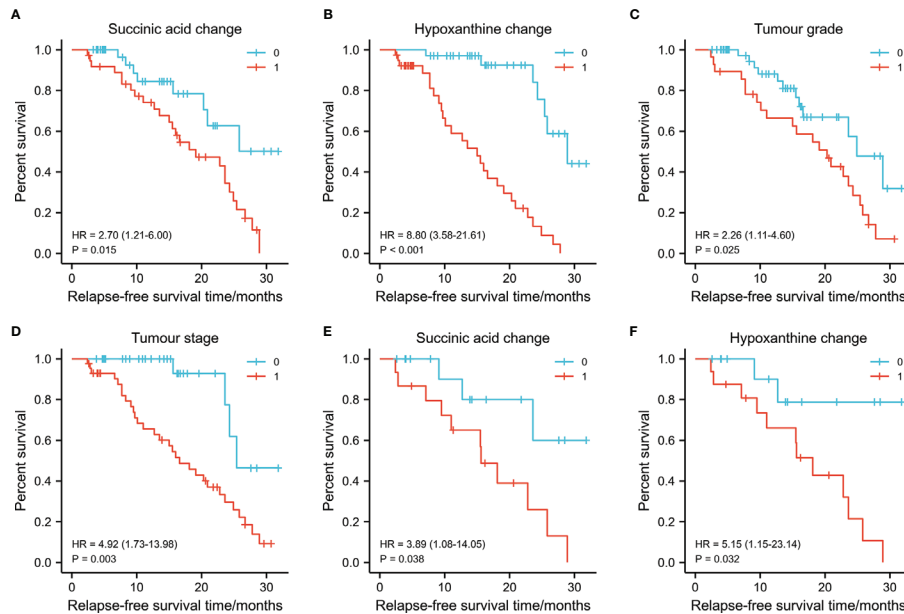 A
Succinic acid change
Percent survival
1.0
0.8
0.6
0.4
0.2
0.0
0
1
HR = 2.70 (1.21-6.00)
P = 0.015
0 10 20 30
Relapse-free survival time/months
B
Hypoxanthine change
Percent survival
1.0
0.8
0.6
0.4
0.2
0.0
0
1
HR = 8.80 (3.58-21.61)
P < 0.001
0 10 20 30
Relapse-free survival time/months
C
Tumour grade
Percent survival
1.0
0.8
0.6
0.4
0.2
0.0
0
1
HR = 2.26 (1.11-4.60)
P = 0.025
0 10 20 30
Relapse-free survival time/months
D
Tumour stage
Percent survival
1.0
0.8
0.6
0.4
0.2
0.0
0
1
HR = 4.92 (1.73-13.98)
P = 0.003
0 10 20 30
Relapse-free survival time/months
E
Succinic acid change
Percent survival
1.0
0.8
0.6
0.4
0.2
0.0
0
1
HR = 3.89 (1.08-14.05)
P = 0.038
0 10 20 30
Relapse-free survival time/months
F
Hypoxanthine change
Percent survival
1.0
0.8
0.6
0.4
0.2
0.0
0
1
HR = 5.15 (1.15-23.14)
P = 0.032
0 10 20 30
Relapse-free survival time/months